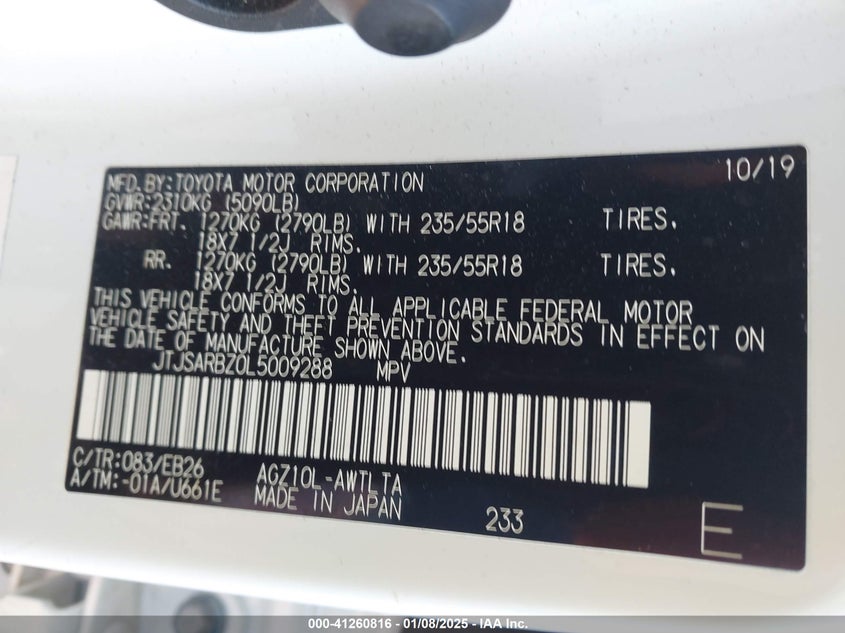 10/19
MFD.BY:TOYOTA MOTOR CORPORATION
GVWR:2310KG (5090LB)
GAWR:FRT. 1270KG (2790LB) WITH 235/55R18 TIRES.
18X7 1/2J RIMS.
RR. 1270KG (2790LB) WITH 235/55R18 TIRES.
18X7 1/2J RIMS.
THIS VEHICLE CONFORMS TO ALL APPLICABLE FEDERAL MOTOR
VEHICLE SAFETY AND THEFT PREVENTION STANDARDS IN EFFECT ON
THE DATE OF MANUFACTURE SHOWN ABOVE.
JTJSARBZ0L5009288 MPV
C/TR:083/EB26
A/TM:-01A/U661E
AGZ10L-AWTLTA
MADE IN JAPAN
233
E
000-41260816 - 01/08/2025 - IAA Inc.